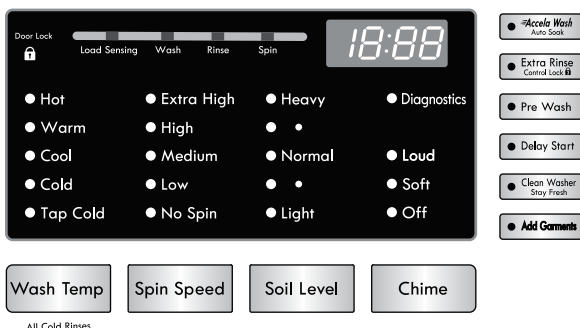 Door Lock
Load Sensing Wash Rinse Spin
18:88
Hot Extra High Heavy Diagnostics
Warm High
Cool Medium Normal Loud
Cold Low Soft
Tap Cold No Spin Light Off
Wash Temp Spin Speed Soil Level Chime
All Cold Rinses
Accela Wash
Auto Soak
Extra Rinse
Control Lock
Pre Wash
Delay Start
Clean Washer
Stay Fresh
Add Garments